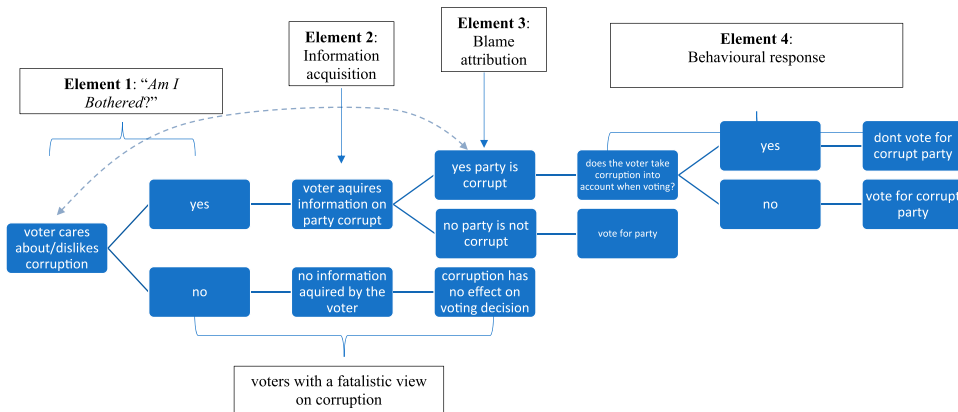 Element 1: “Am I
Bothered?”
Element 2:
Information
acquisition
Element 3:
Blame
attribution
Element 4:
Behavioural response
voter cares
about/dislikes
corruption
yes
voter aquires
information on
party corrupt
yes party is
corrupt
does the voter take
corruption into
account when voting?
yes
dont vote for
corrupt party
no
vote for corrupt
party
no party is not
corrupt
vote for party
no
no information
aquired by the
voter
corruption has
no effect on
voting decision
voters with a fatalistic view
on corruption